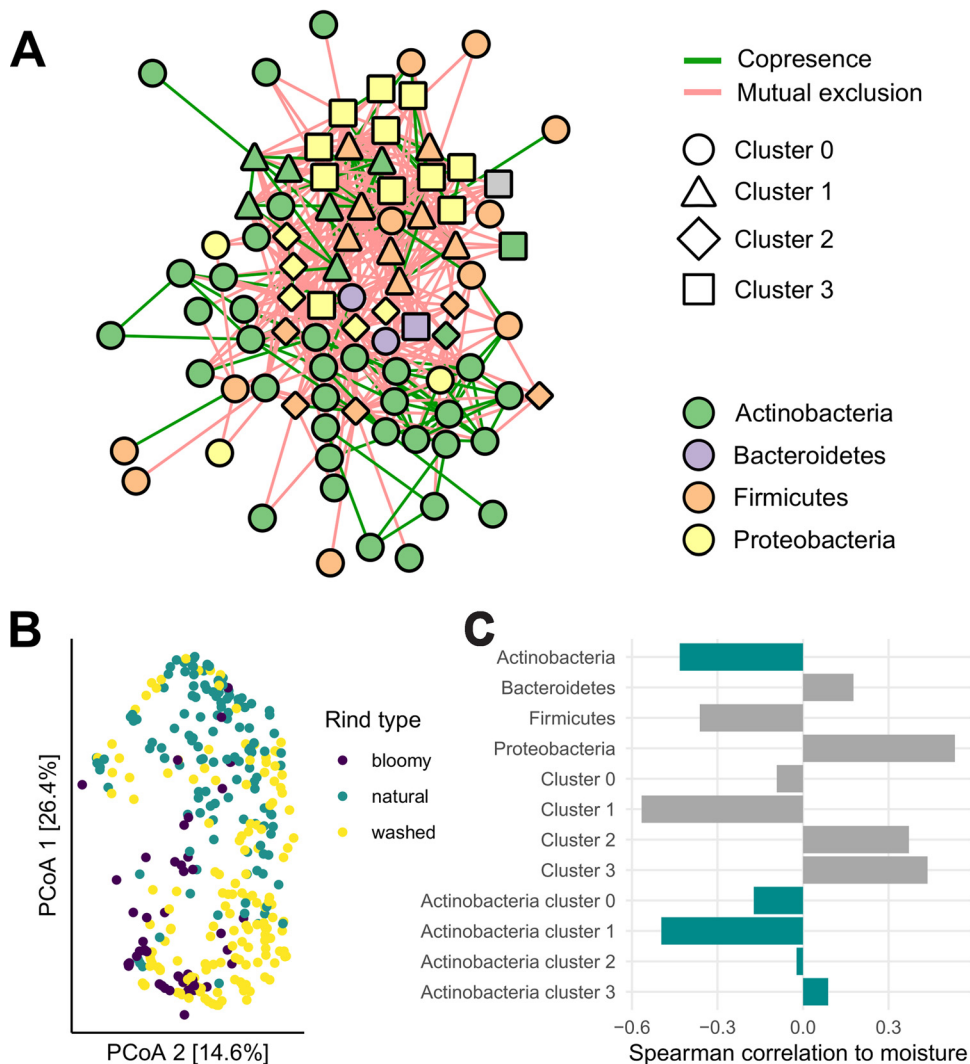 A
Copresence
Mutual exclusion
Cluster 0
Cluster 1
Cluster 2
Cluster 3
Actinobacteria
Bacteroidetes
Firmicutes
Proteobacteria
B
PCoA 1 [26.4%]
PCoA 2 [14.6%]
Rind type
bloomy
natural
washed
C
Actinobacteria
Bacteroidetes
Firmicutes
Proteobacteria
Cluster 0
Cluster 1
Cluster 2
Cluster 3
Actinobacteria cluster 0
Actinobacteria cluster 1
Actinobacteria cluster 2
Actinobacteria cluster 3
−0.6 −0.3 0.0 0.3
Spearman correlation to moisture